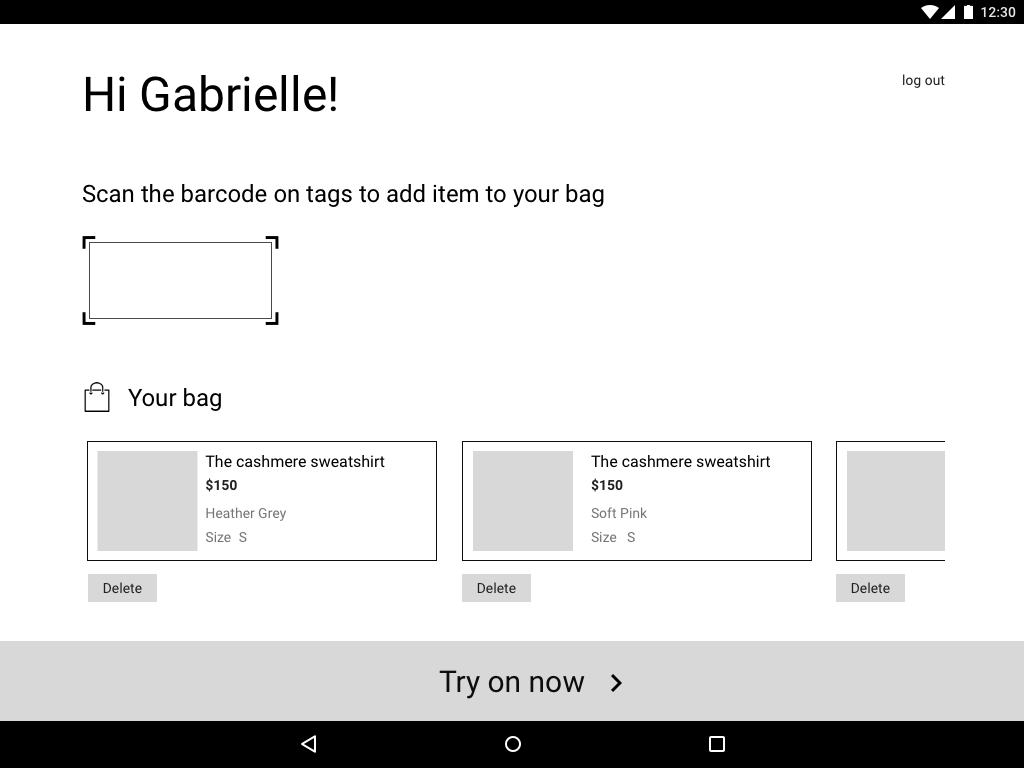 12:30
Hi Gabrielle!
log out
Scan the barcode on tags to add item to your bag
Your bag
The cashmere sweatshirt
$150
Heather Grey
Size S
Delete
The cashmere sweatshirt
$150
Soft Pink
Size S
Delete
Delete
Try on now